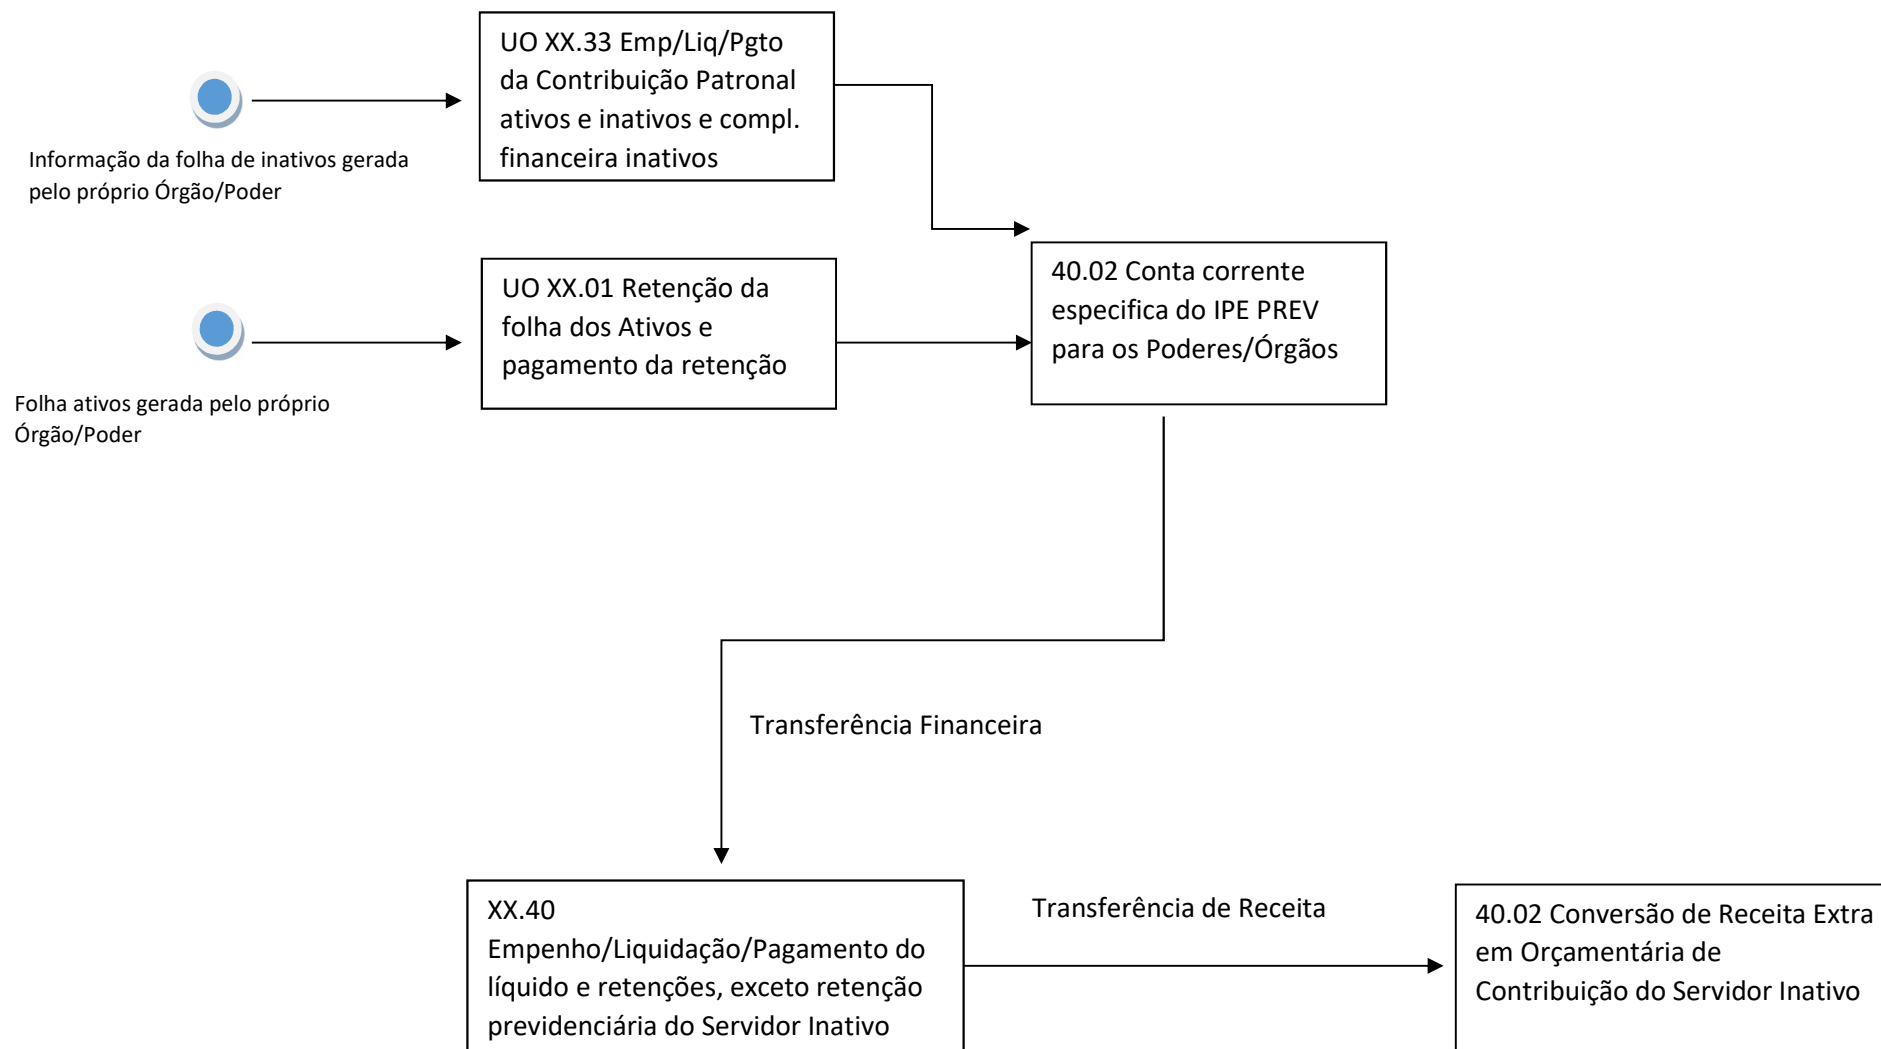 UO XX.33 Emp/Liq/Pgto
da Contribuição Patronal
ativos e inativos e compl.
financeira inativos
Informação da folha de inativos gerada
pelo próprio Órgão/Poder
UO XX.01 Retenção da
folha dos Ativos e
pagamento da retenção
40.02 Conta corrente
especifica do IPE PREV
para os Poderes/Órgãos
Folha ativos gerada pelo próprio
Órgão/Poder
Transferência Financeira
XX.40
Empenho/Liquidação/Pagamento do
líquido e retenções, exceto retenção
previdenciária do Servidor Inativo
Transferência de Receita
40.02 Conversão de Receita Extra
em Orçamentária de
Contribuição do Servidor Inativo